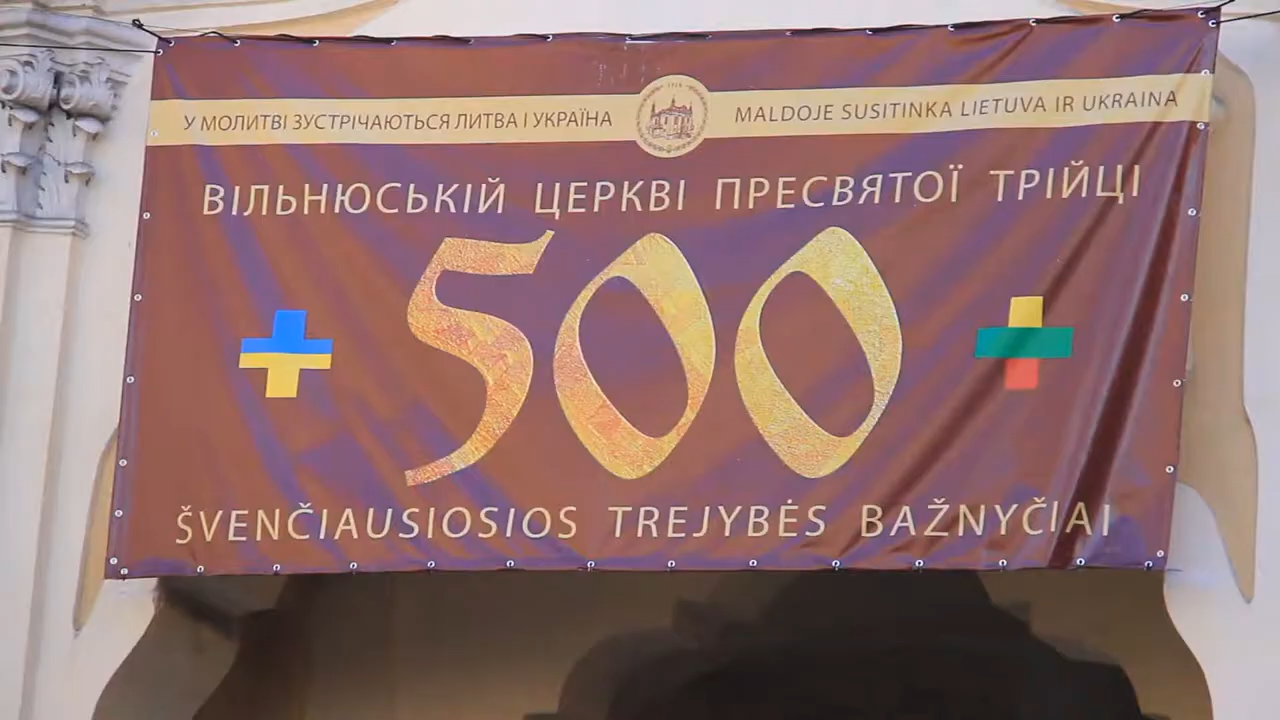 У МОЛИТВІ ЗУСТРІЧАЮТЬСЯ ЛИТВА І УКРАЇНА
MALDOJE SUSITINKA LIETUVA IR UKRAINA
ВІЛЬНЮСЬКІЙ ЦЕРКВІ ПРЕСВЯТОЇ ТРІЙЦІ
500
ŠVENČIAUSIOSIOS TREJYBĖS BAŽNYČIAI